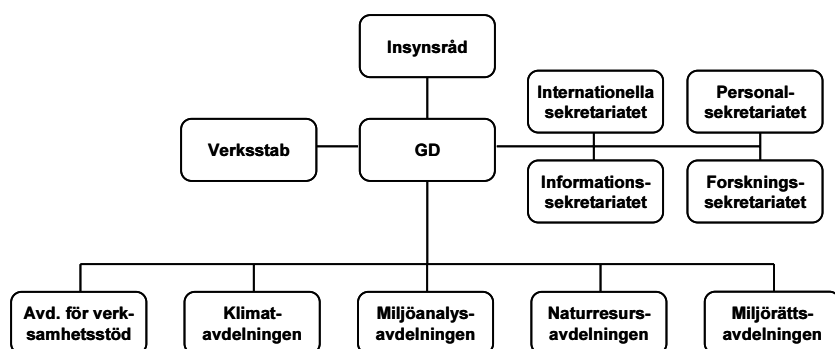 Insynsråd
Internationella
sekretariatet
Personal-
sekretariatet
Verksstab
GD
Informations-
sekretariatet
Forsknings-
sekretariatet
Avd. för verk-
samhetsstöd
Klimat-
avdelningen
Miljöanalys-
avdelningen
Naturresurs-
avdelningen
Miljörätts-
avdelningen